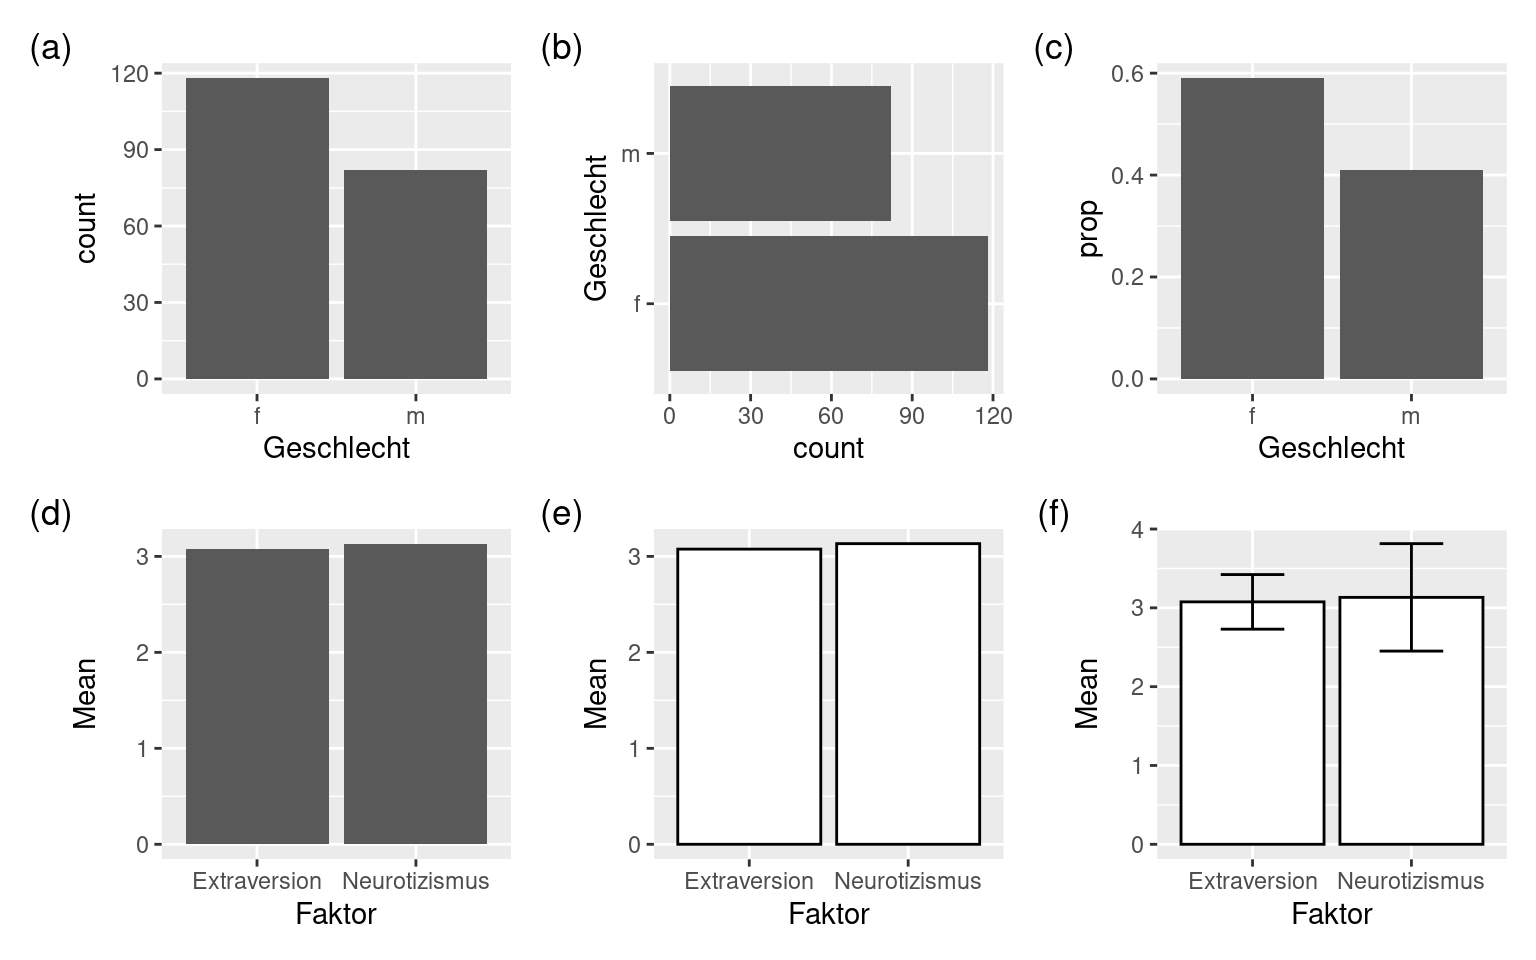 (a)
120
90
60
30
0
count
f m
Geschlecht
(b)
m
f
Geschlecht
0 30 60 90 120
count
(c)
0.6
0.4
0.2
0.0
prop
f m
Geschlecht
(d)
3
2
1
0
Mean
Extraversion Neurotizismus
Faktor
(e)
3
2
1
0
Mean
Extraversion Neurotizismus
Faktor
(f)
4
3
2
1
0
Mean
Extraversion Neurotizismus
Faktor